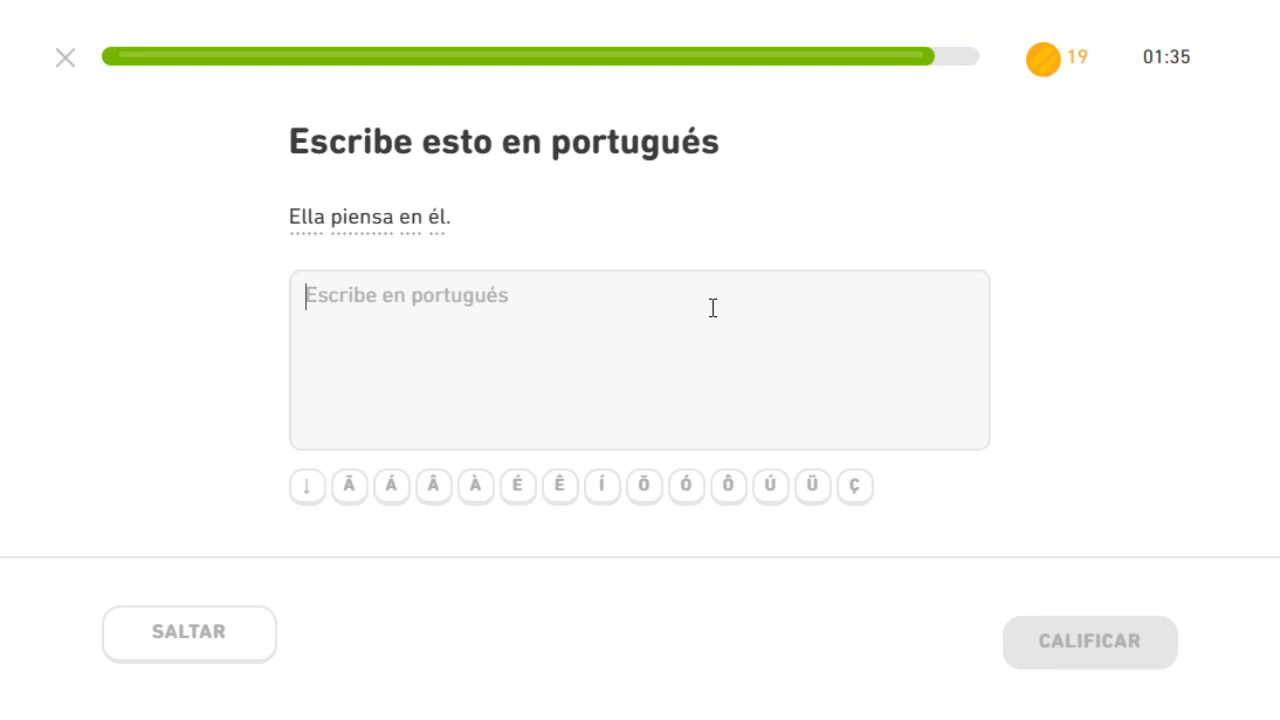 19
01:35
Escribe esto en portugués
Ella piensa en él.
Escribe en portugués
↓ Ã Á Â À É Ê Í Õ Ó Ô Ú Ü Ç
SALTAR
CALIFICAR